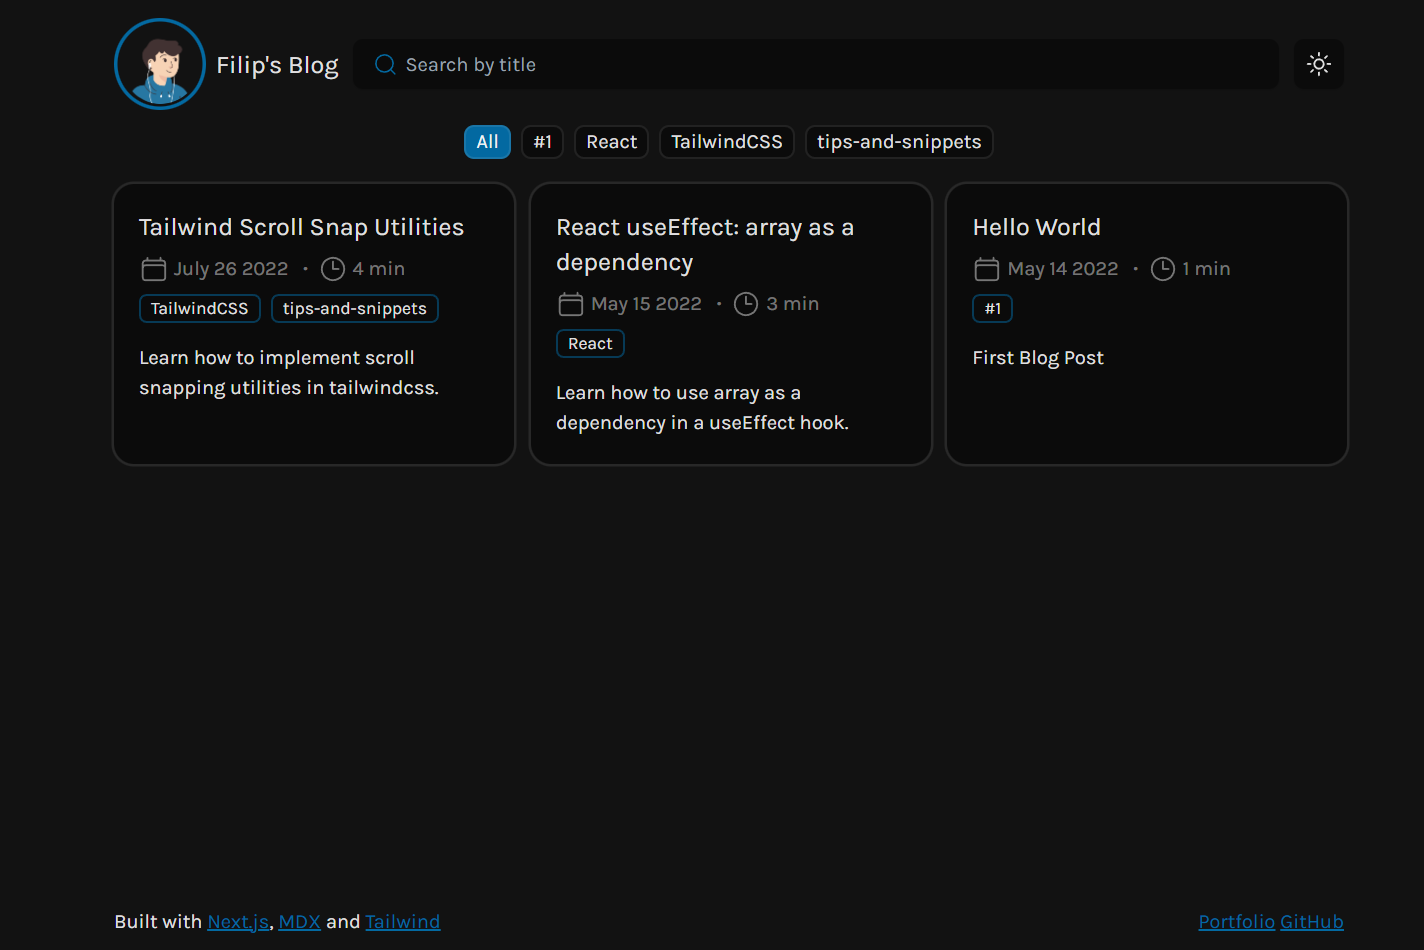 Filip's Blog
Search by title
All
#1
React
TailwindCSS
tips-and-snippets
Tailwind Scroll Snap Utilities
July 26 2022 • 4 min
TailwindCSS
tips-and-snippets
Learn how to implement scroll
snapping utilities in tailwindcss.
React useEffect: array as a
dependency
May 15 2022 • 3 min
React
Learn how to use array as a
dependency in a useEffect hook.
Hello World
May 14 2022 • 1 min
#1
First Blog Post
Built with Next.js, MDX and Tailwind
Portfolio GitHub